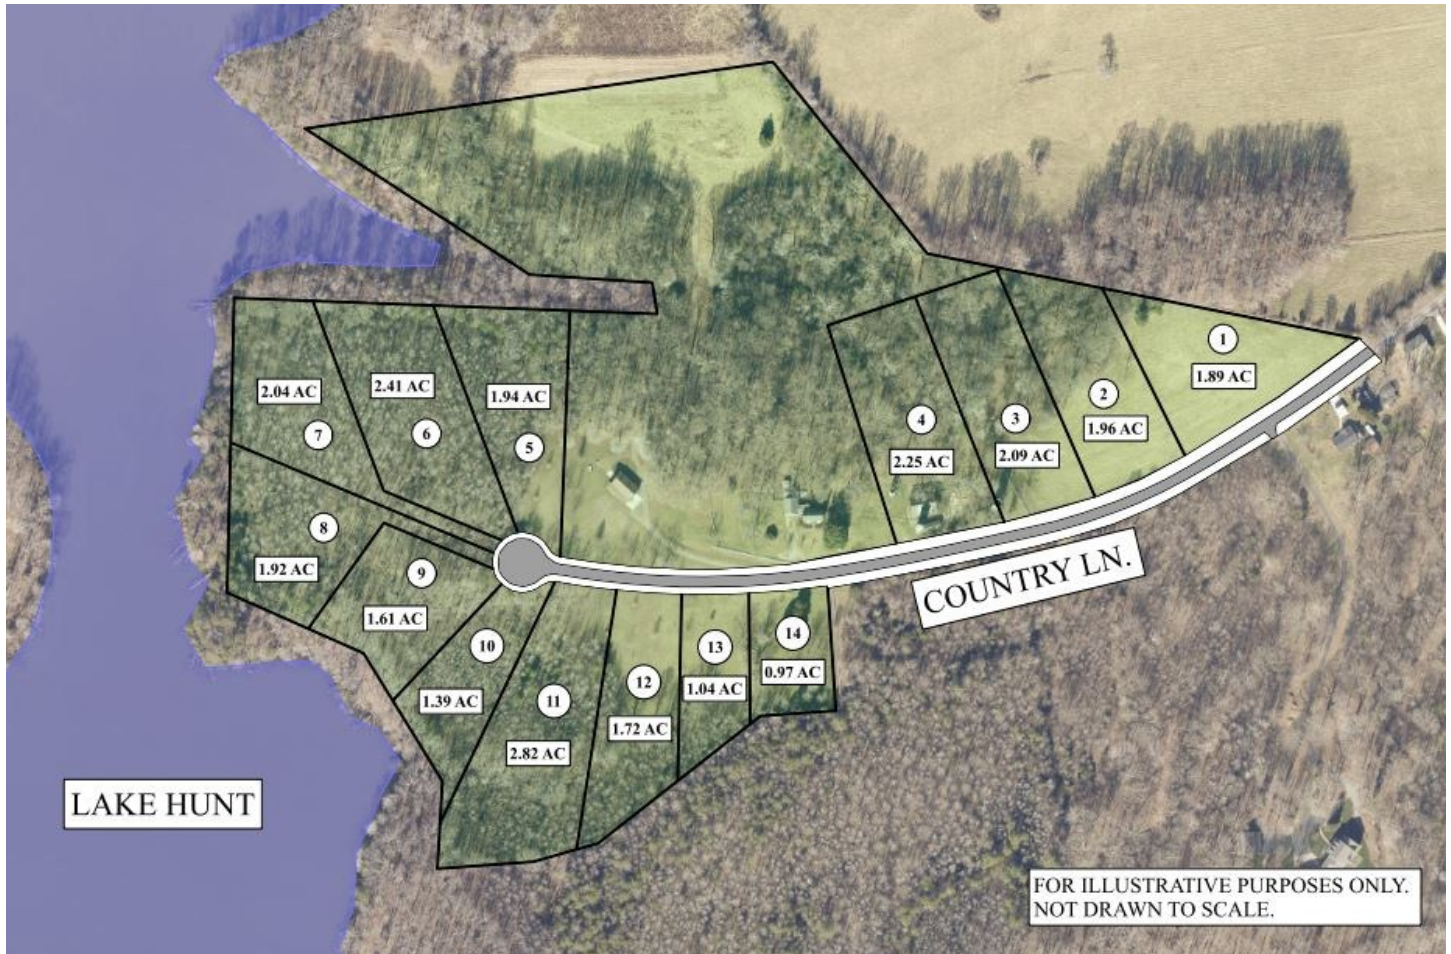 1
1.89 AC
2
1.96 AC
3
2.09 AC
4
2.25 AC
1.94 AC
5
2.41 AC
6
2.04 AC
7
8
1.92 AC
9
1.61 AC
10
1.39 AC
11
2.82 AC
12
1.72 AC
13
1.04 AC
14
0.97 AC
COUNTRY LN.
LAKE HUNT
FOR ILLUSTRATIVE PURPOSES ONLY.
NOT DRAWN TO SCALE.